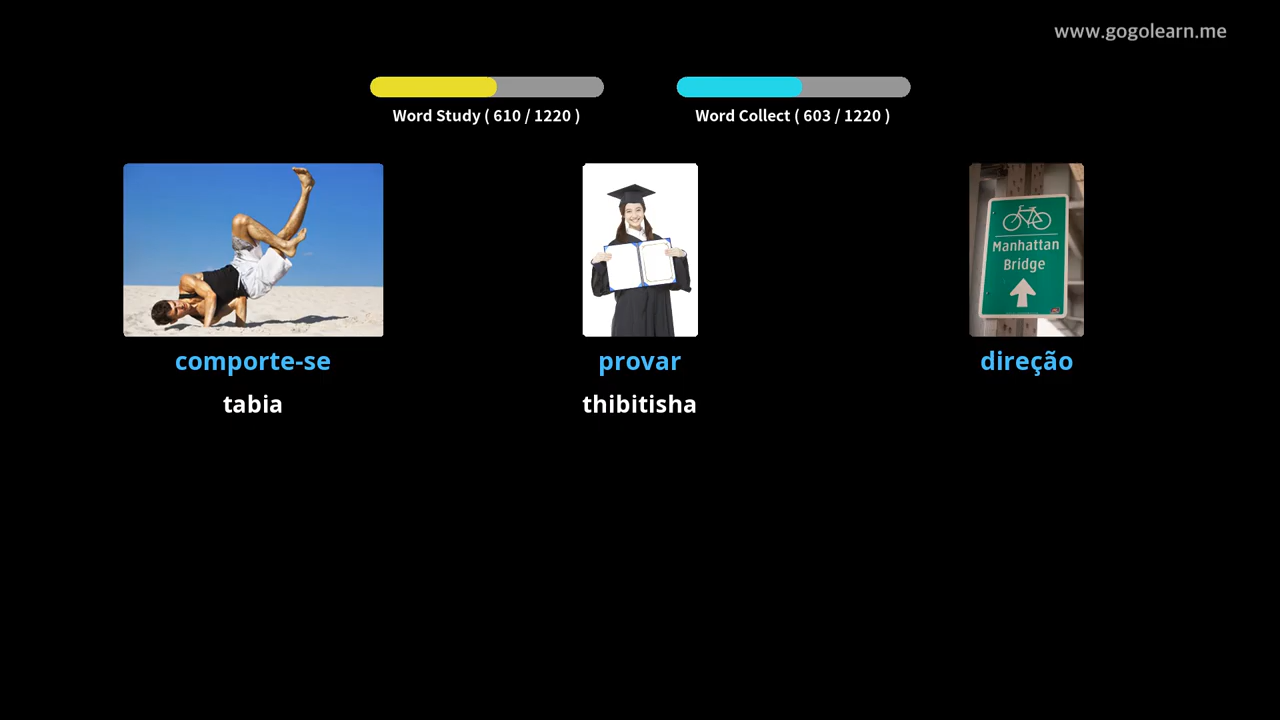 www.gogolearn.me
Word Study ( 610 / 1220 )
Word Collect ( 603 / 1220 )
Manhattan
Bridge
comporte-se
provar
direção
tabia
thibitisha